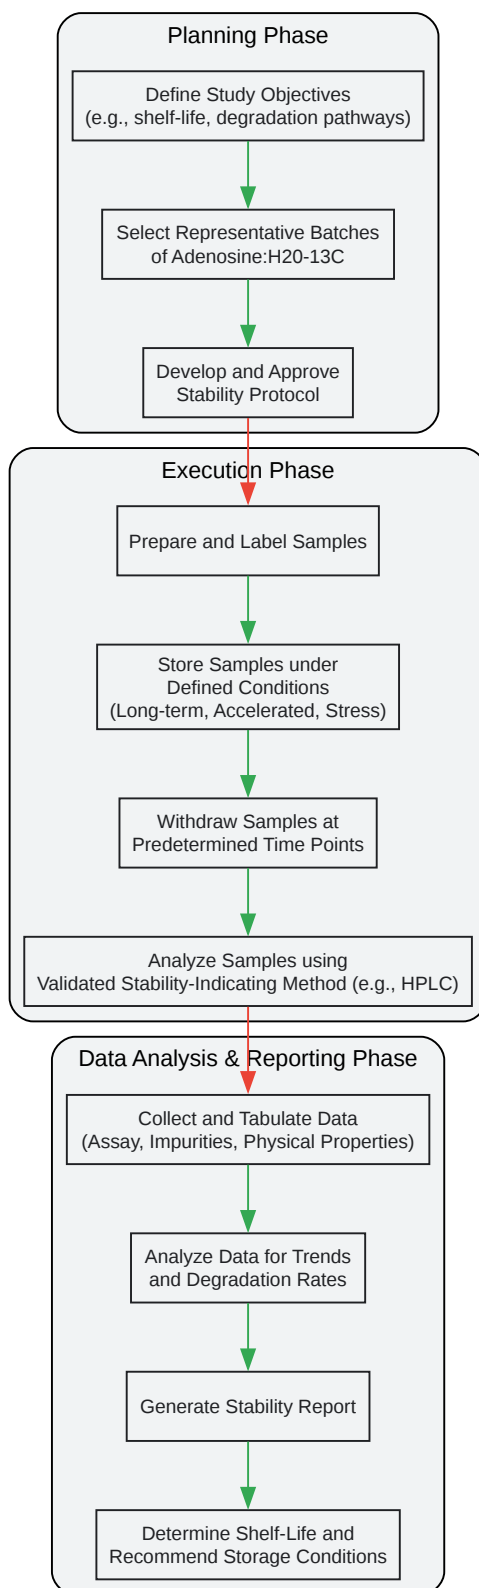 Planning Phase
Define Study Objectives
(e.g., shelf-life, degradation pathways)
Select Representative Batches
of Adenosine:H20-13C
Develop and Approve
Stability Protocol
Execution Phase
Prepare and Label Samples
Store Samples under
Defined Conditions
(Long-term, Accelerated, Stress)
Withdraw Samples at
Predetermined Time Points
Analyze Samples using
Validated Stability-Indicating Method (e.g., HPLC)
Data Analysis & Reporting Phase
Collect and Tabulate Data
(Assay, Impurities, Physical Properties)
Analyze Data for Trends
and Degradation Rates
Generate Stability Report
Determine Shelf-Life and
Recommend Storage Conditions